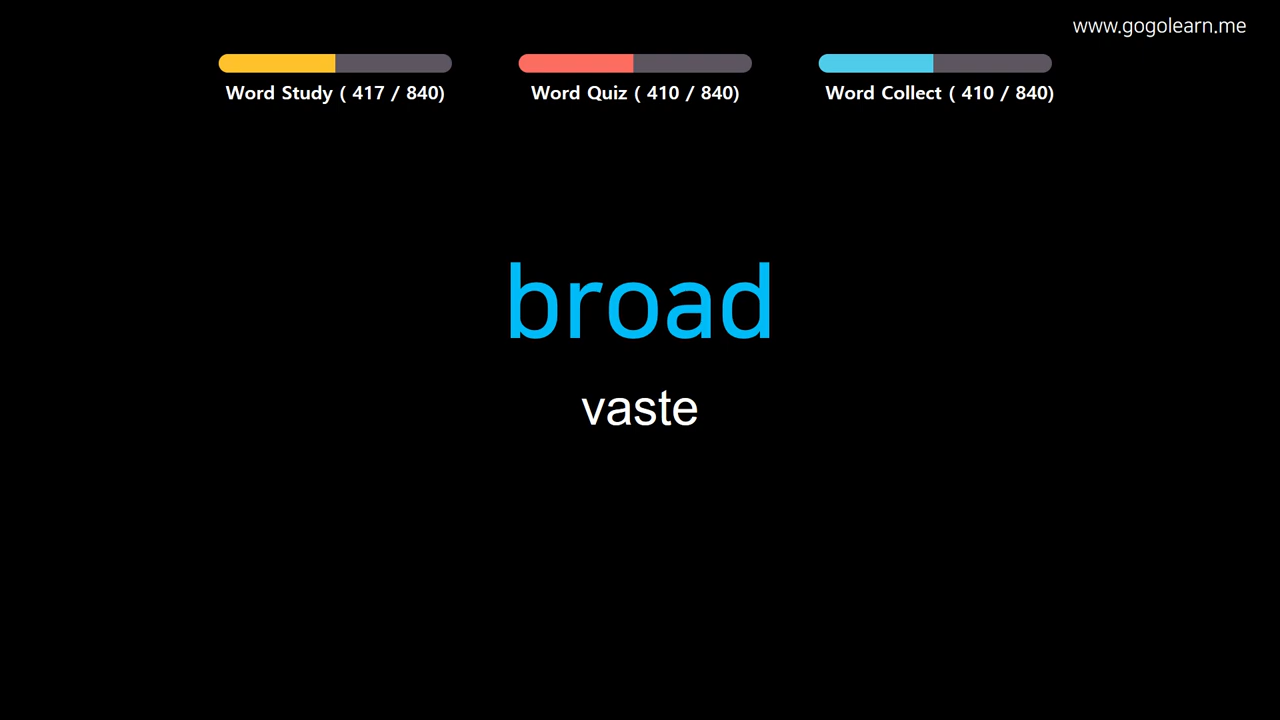 www.gogolearn.me
Word Study ( 417 / 840)
Word Quiz ( 410 / 840)
Word Collect ( 410 / 840)
broad
vaste